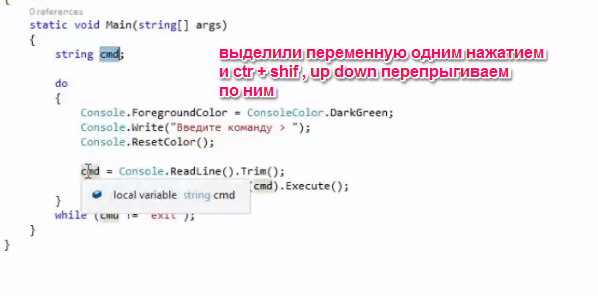 0 references
static void Main(string[] args)
{
string cmd;
выделили переменную одним нажатием
и ctr + shif , up down перепрыгиваем
по ним
do
{
Console.ForegroundColor = ConsoleColor.DarkGreen;
Console.Write("Введите команду > ");
Console.ResetColor();
cmd = Console.ReadLine().Trim();
(cmd).Execute();
local variable string cmd
}
while (cmd != "exit");
}
}